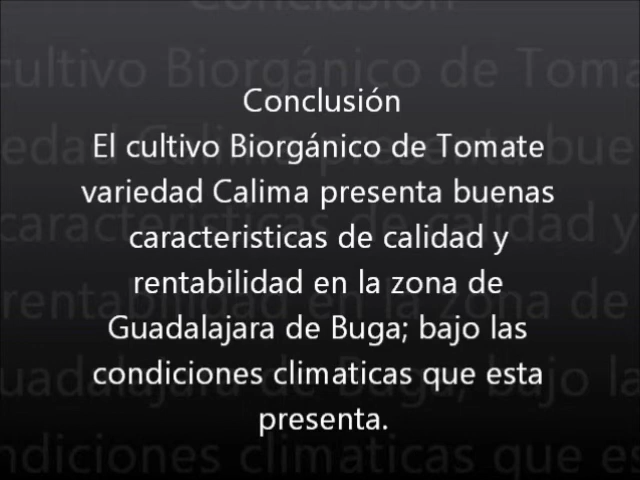 Conclusión
El cultivo Biorgánico de Tomate
variedad Calima presenta buenas
caracteristicas de calidad y
rentabilidad en la zona de
Guadalajara de Buga; bajo las
condiciones climaticas que esta
presenta.